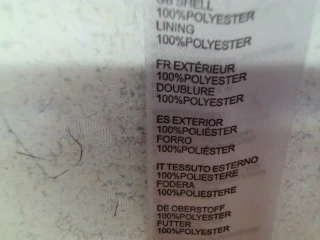 GB SHELL
100%POLYESTER
LINING
100%POLYESTER
FR EXTÉRIEUR
100%POLYESTER
DOUBLURE
100%POLYESTER
ES EXTERIOR
100%POLIÉSTER
FORRO
100%POLIÉSTER
IT TESSUTO ESTERNO
100%POLIESTERE
FODERA
100%POLIESTERE
DE OBERSTOFF
100%POLYESTER
FUTTER
100%POLYESTER